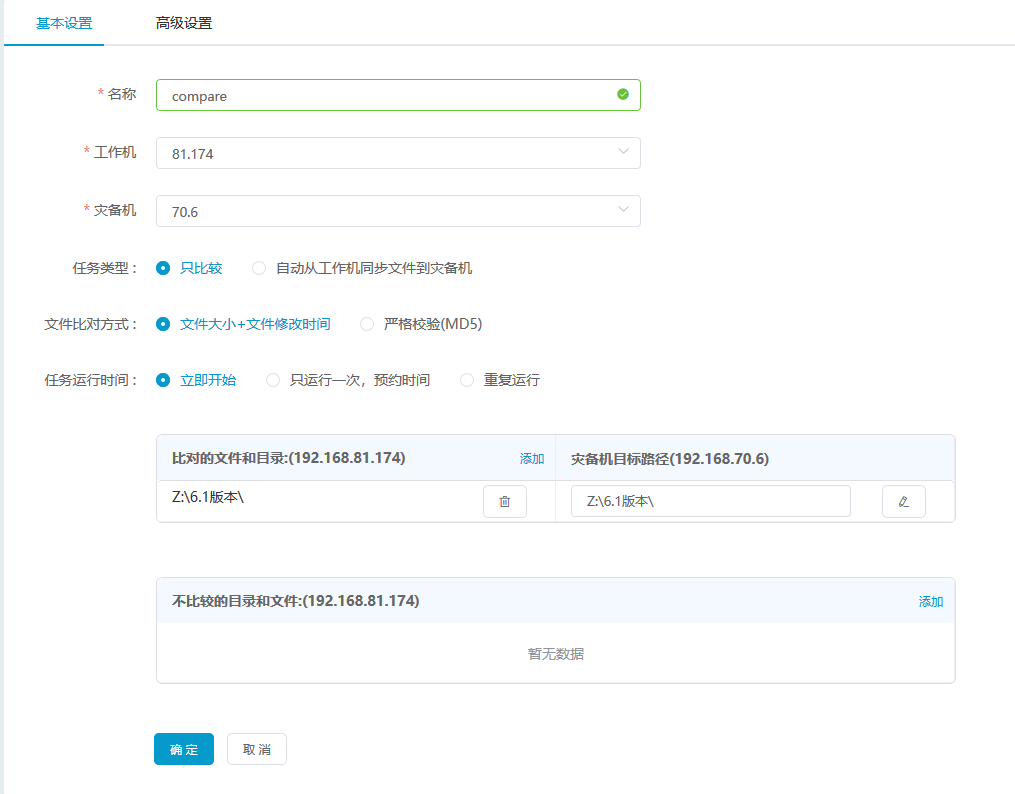 基本设置 高级设置
* 名称 compare
* 工作机 81.174
* 灾备机 70.6
任务类型： 只比较 自动从工作机同步文件到灾备机
文件比对方式： 文件大小+文件修改时间 严格校验(MD5)
任务运行时间： 立即开始 只运行一次，预约时间 重复运行
比对的文件和目录:(192.168.81.174) 添加 灾备机目标路径(192.168.70.6)
Z:\6.1版本\ Z:\6.1版本\
不比较的目录和文件:(192.168.81.174) 添加
暂无数据
确定 取消